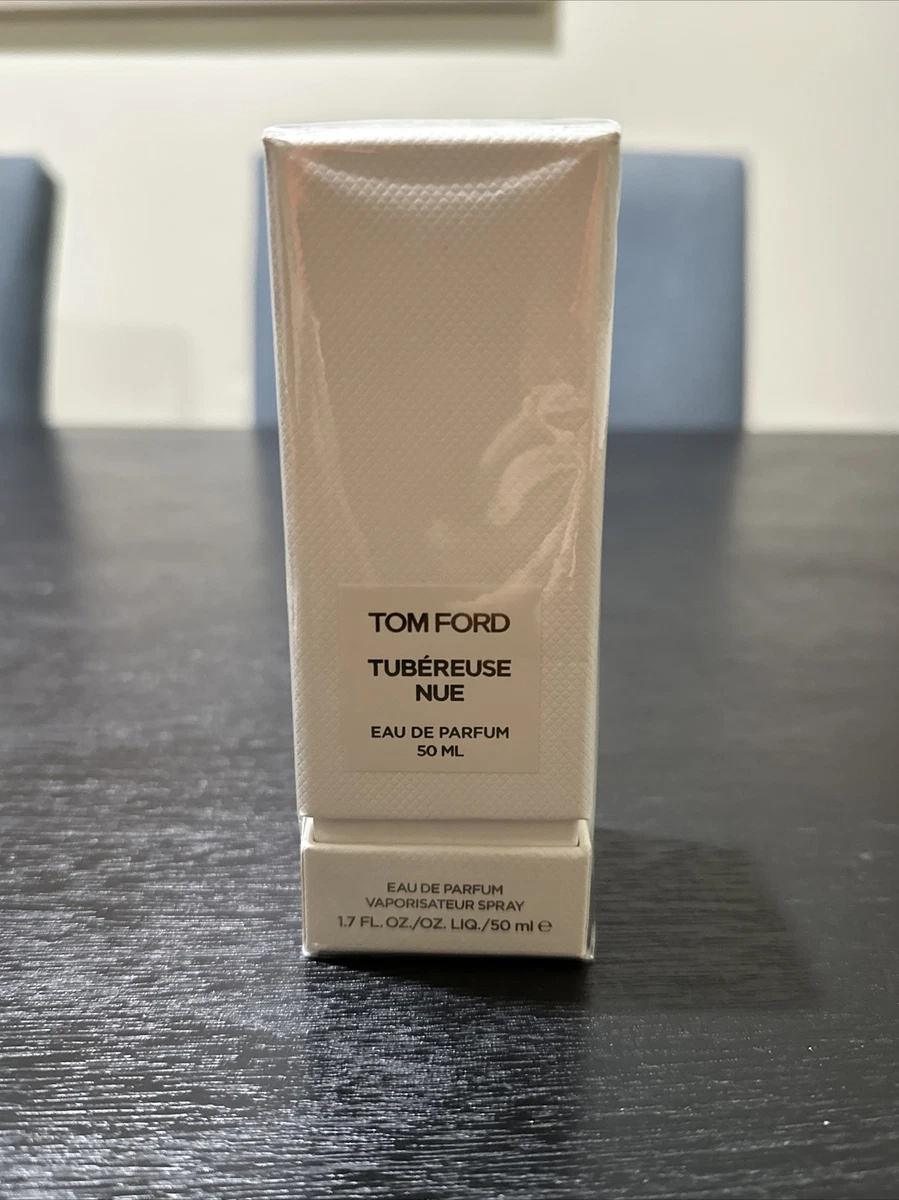 TOM FORD
TUBÉREUSE
NUE
EAU DE PARFUM
50 ML
EAU DE PARFUM
VAPORISATEUR SPRAY
1.7 FL. OZ./OZ. LIQ./50 ml ℮